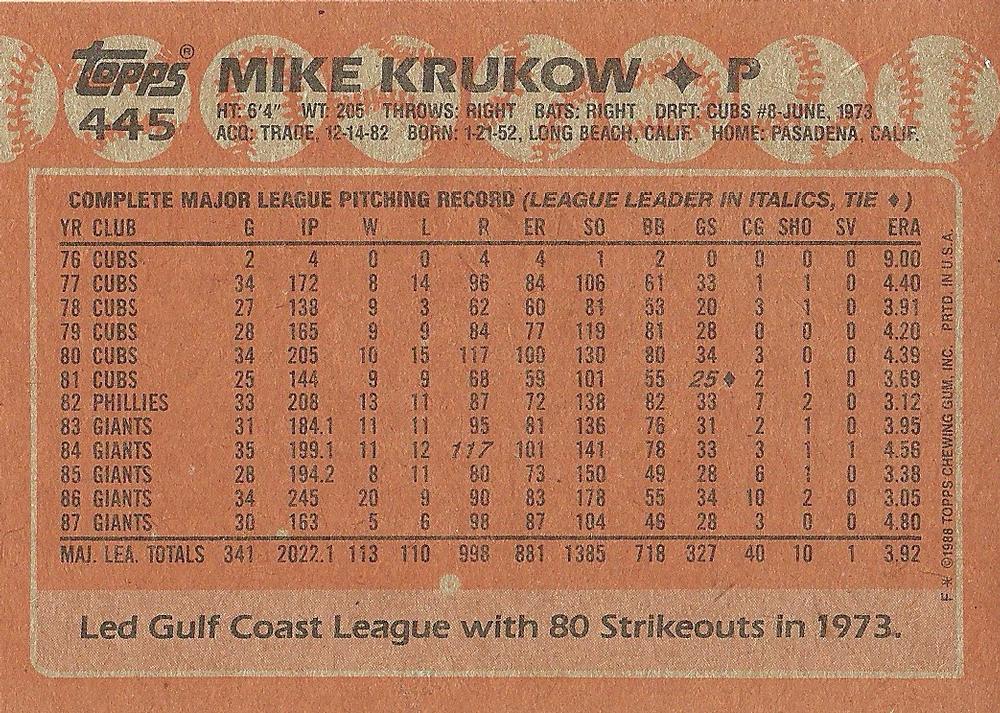 topps®
445
MIKE KRUKOW ♦ P
HT: 6'4" WT: 205 THROWS: RIGHT BATS: RIGHT DRFT: CUBS #8-JUNE, 1973
ACQ: TRADE, 12-14-82 BORN: 1-21-52, LONG BEACH, CALIF. HOME: PASADENA, CALIF.
COMPLETE MAJOR LEAGUE PITCHING RECORD (LEAGUE LEADER IN ITALICS, TIE ♦)
YR CLUB G IP W L R ER SO BB GS CG SHO SV ERA
76 CUBS 2 4 0 0 4 4 1 2 0 0 0 0 9.00
77 CUBS 34 172 8 14 96 84 106 61 33 1 1 0 4.40
78 CUBS 27 138 9 3 62 60 81 53 20 3 1 0 3.91
79 CUBS 28 165 9 9 84 77 119 81 28 0 0 0 4.20
80 CUBS 34 205 10 15 117 100 130 80 34 3 0 0 4.39
81 CUBS 25 144 9 9 68 59 101 55 25♦ 2 1 0 3.69
82 PHILLIES 33 208 13 11 87 72 138 82 33 7 2 0 3.12
83 GIANTS 31 184.1 11 11 95 81 136 76 31 2 1 0 3.95
84 GIANTS 35 199.1 11 12 117 101 141 78 33 3 1 1 4.56
85 GIANTS 28 194.2 8 11 80 73 150 49 28 6 1 0 3.38
86 GIANTS 34 245 20 9 90 83 178 55 34 10 2 0 3.05
87 GIANTS 30 163 5 6 98 87 104 46 28 3 0 0 4.80
MAJ. LEA. TOTALS 341 2022.1 113 110 998 881 1385 718 327 40 10 1 3.92
Led Gulf Coast League with 80 Strikeouts in 1973.
F* ©1988 TOPPS CHEWING GUM, INC. PRTD. IN U.S.A.